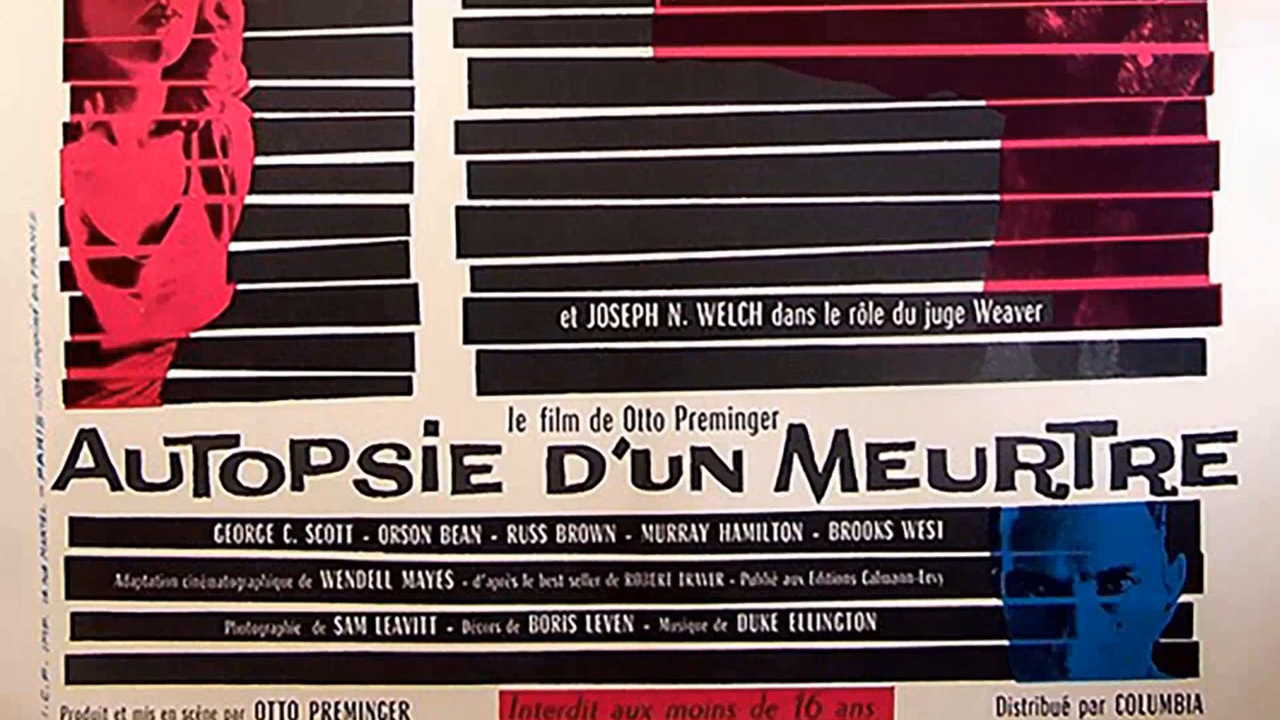 et JOSEPH N. WELCH dans le rôle du juge Weaver
le film de Otto Preminger
AUTOPSiE D'UN MEURTRE
GEORGE C. SCOTT - ORSON BEAN - RUSS BROWN - MURRAY HAMILTON - BROOKS WEST
Adaptation cinématographique de WENDELL MAYES - d'après le best seller de ROBERT TRAVER - Publié aux Editions Calmann-Levy
Photographie de SAM LEAVITT - Décors de BORIS LEVEN - Musique de DUKE ELLINGTON
Produit et mis en scène par OTTO PREMINGER
Interdit aux moins de 16 ans
Distribué par COLUMBIA